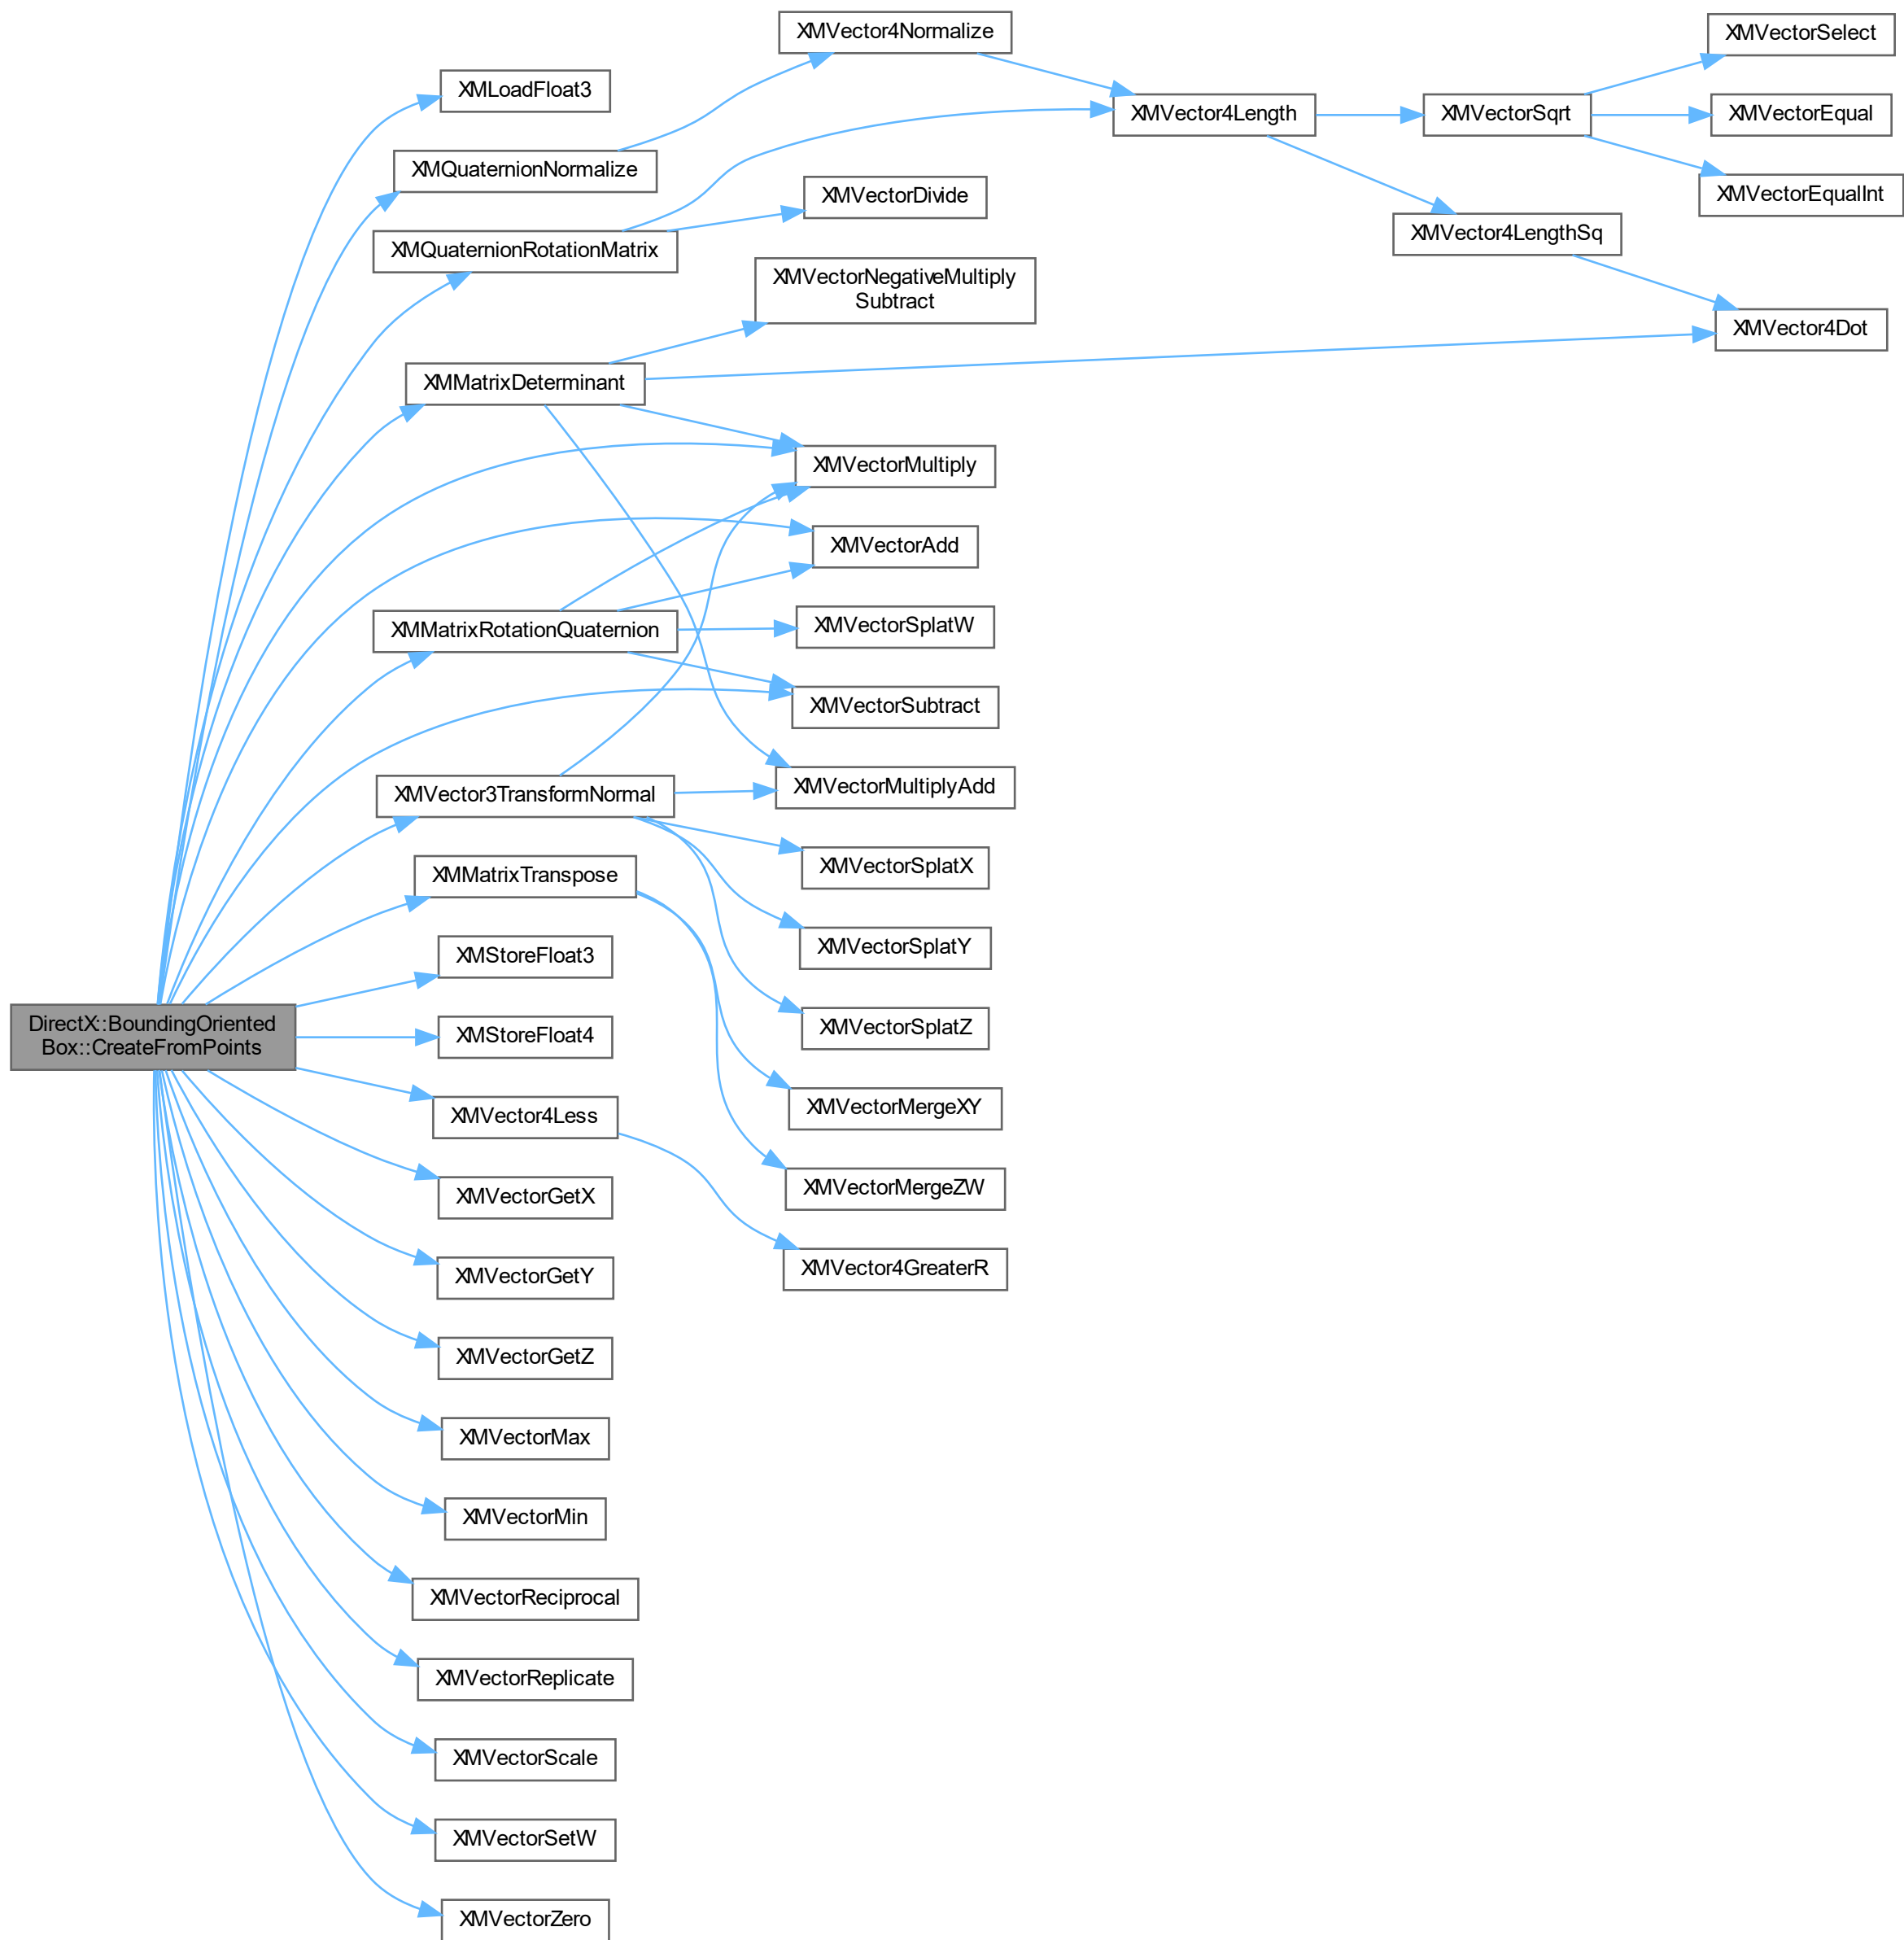 XMVector4Normalize
XMVectorSelect
XMLoadFloat3
XMVector4Length
XMVectorSqrt
XMVectorEqual
XMQuaternionNormalize
XMVectorDivide
XMVectorEqualInt
XMQuaternionRotationMatrix
XMVector4LengthSq
XMVectorNegativeMultiply
Subtract
XMVector4Dot
XMMatrixDeterminant
XMVectorMultiply
XMVectorAdd
XMMatrixRotationQuaternion
XMVectorSplatW
XMVectorSubtract
XMVector3TransformNormal
XMVectorMultiplyAdd
XMMatrixTranspose
XMVectorSplatX
XMStoreFloat3
XMVectorSplatY
DirectX::BoundingOriented
Box::CreateFromPoints
XMStoreFloat4
XMVectorSplatZ
XMVector4Less
XMVectorMergeXY
XMVectorGetX
XMVectorMergeZW
XMVectorGetY
XMVector4GreaterR
XMVectorGetZ
XMVectorMax
XMVectorMin
XMVectorReciprocal
XMVectorReplicate
XMVectorScale
XMVectorSetW
XMVectorZero